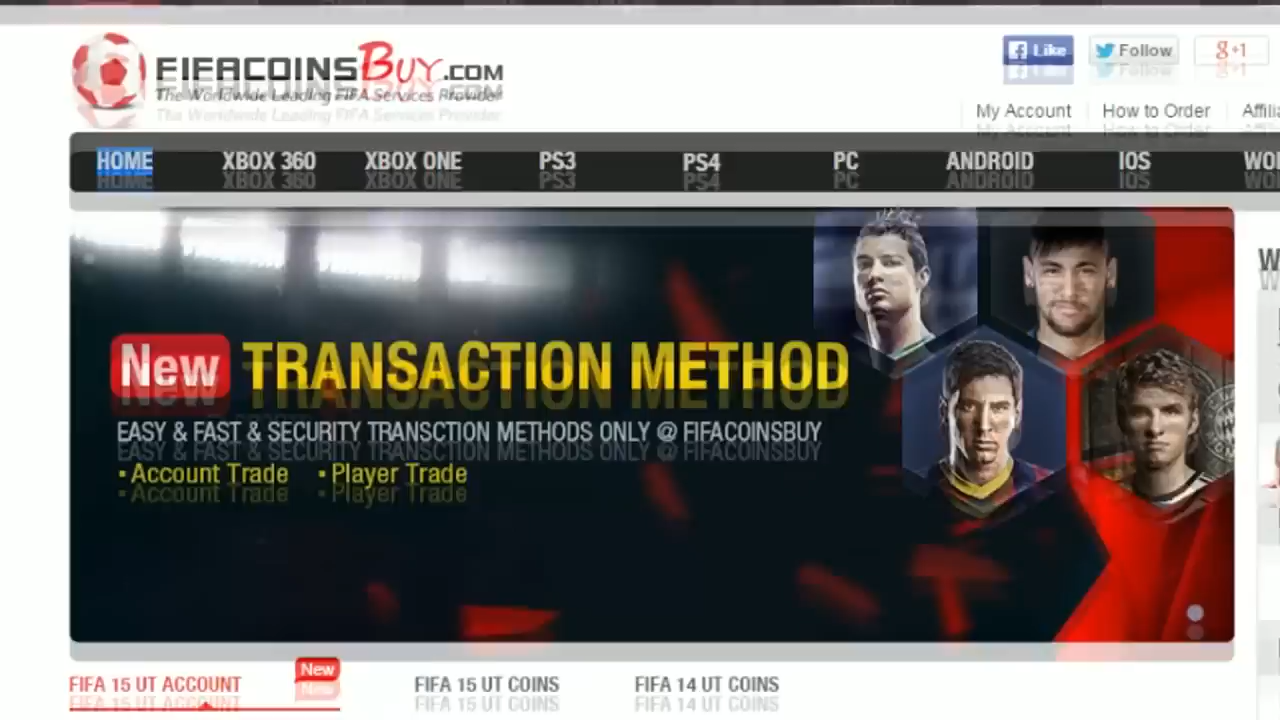 FIFACOINSBUY.COM
The Worldwide Leading FIFA Services Provider
Like
Follow
g+1
My Account
How to Order
HOME
XBOX 360
XBOX ONE
PS3
PS4
PC
ANDROID
IOS
New TRANSACTION METHOD
EASY & FAST & SECURITY TRANSCTION METHODS ONLY @ FIFACOINSBUY
• Account Trade • Player Trade
New
FIFA 15 UT ACCOUNT
FIFA 15 UT COINS
FIFA 14 UT COINS